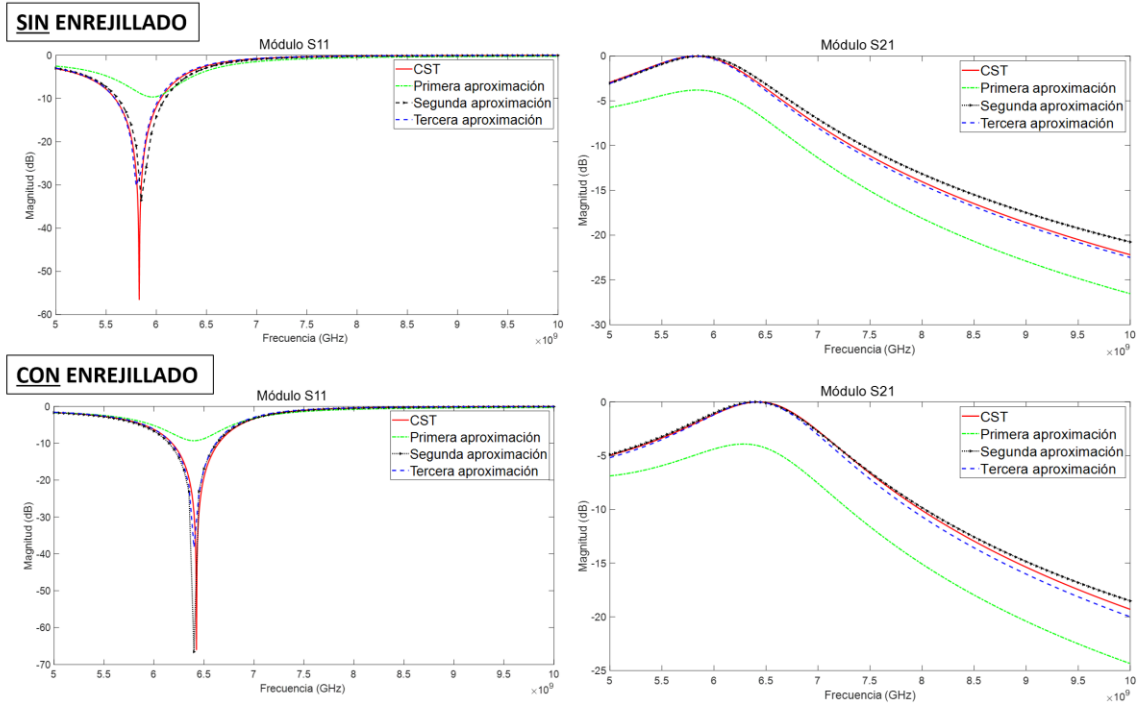 SIN ENREJILLADO
Módulo S11
CST
Primera aproximación
Segunda aproximación
Tercera aproximación
Magnitud (dB)
0
-10
-20
-30
-40
-50
-60
5 5.5 6 6.5 7 7.5 8 8.5 9 9.5 10
Frecuencia (GHz)
×10⁹
Módulo S21
CST
Primera aproximación
Segunda aproximación
Tercera aproximación
Magnitud (dB)
0
-5
-10
-15
-20
-25
-30
5 5.5 6 6.5 7 7.5 8 8.5 9 9.5 10
Frecuencia (GHz)
×10⁹
CON ENREJILLADO
Módulo S11
CST
Primera aproximación
Segunda aproximación
Tercera aproximación
Magnitud (dB)
0
-10
-20
-30
-40
-50
-60
-70
5 5.5 6 6.5 7 7.5 8 8.5 9 9.5 10
Frecuencia (GHz)
×10⁹
Módulo S21
CST
Primera aproximación
Segunda aproximación
Tercera aproximación
Magnitud (dB)
0
-5
-10
-15
-20
-25
5 5.5 6 6.5 7 7.5 8 8.5 9 9.5 10
Frecuencia (GHz)
×10⁹